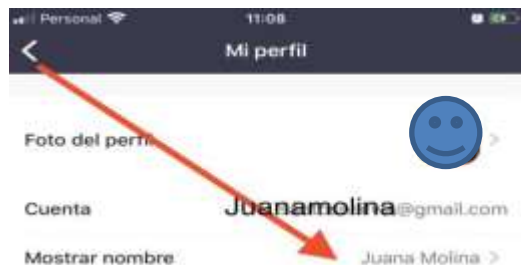 Personal 11:08
Mi perfil
Foto del perfil
Cuenta Juanamolina@gmail.com
Mostrar nombre Juana Molina